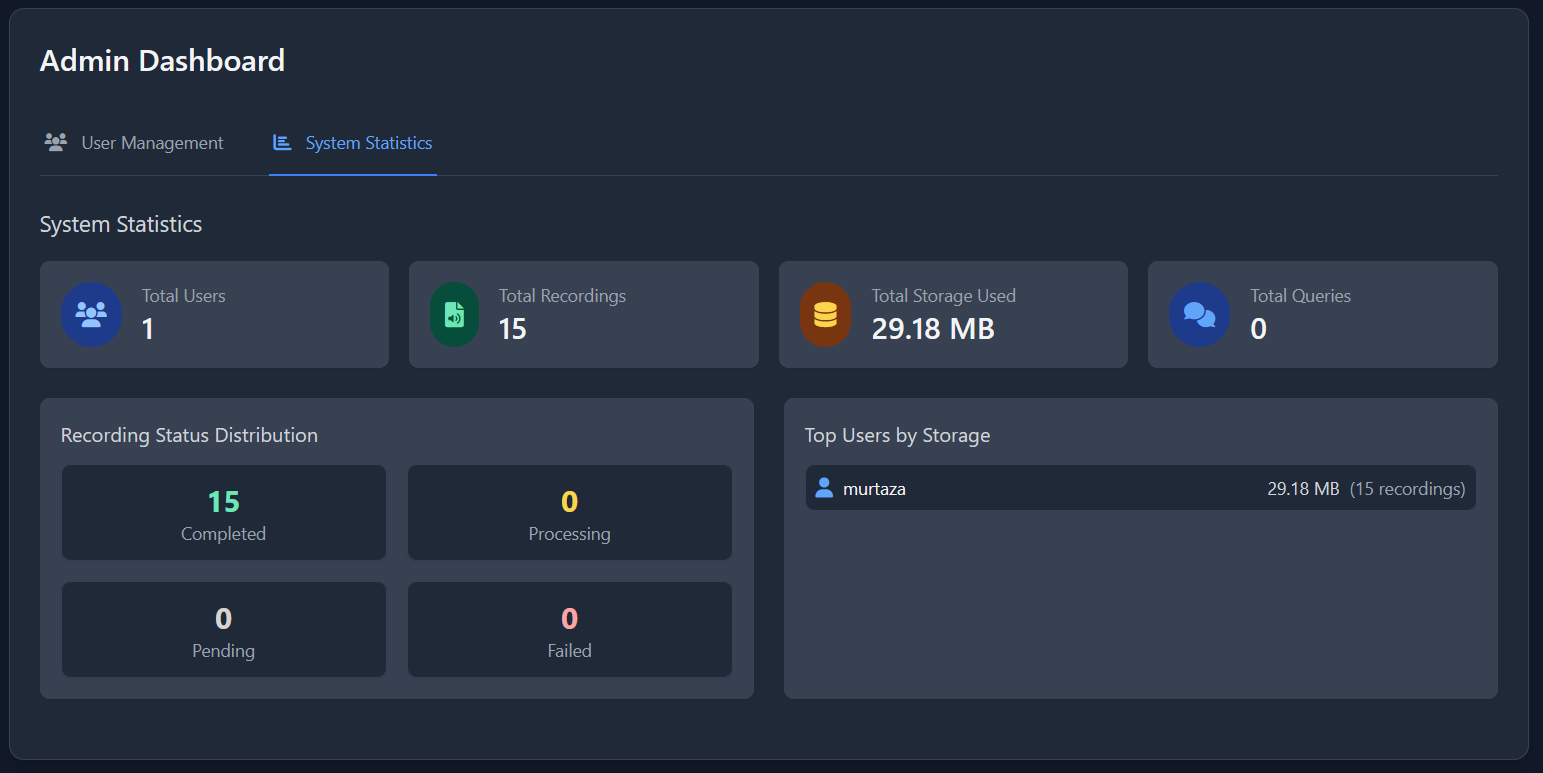 Admin Dashboard
User Management
System Statistics
System Statistics
Total Users
1
Total Recordings
15
Total Storage Used
29.18 MB
Total Queries
0
Recording Status Distribution
15
Completed
0
Processing
0
Pending
0
Failed
Top Users by Storage
murtaza 29.18 MB (15 recordings)